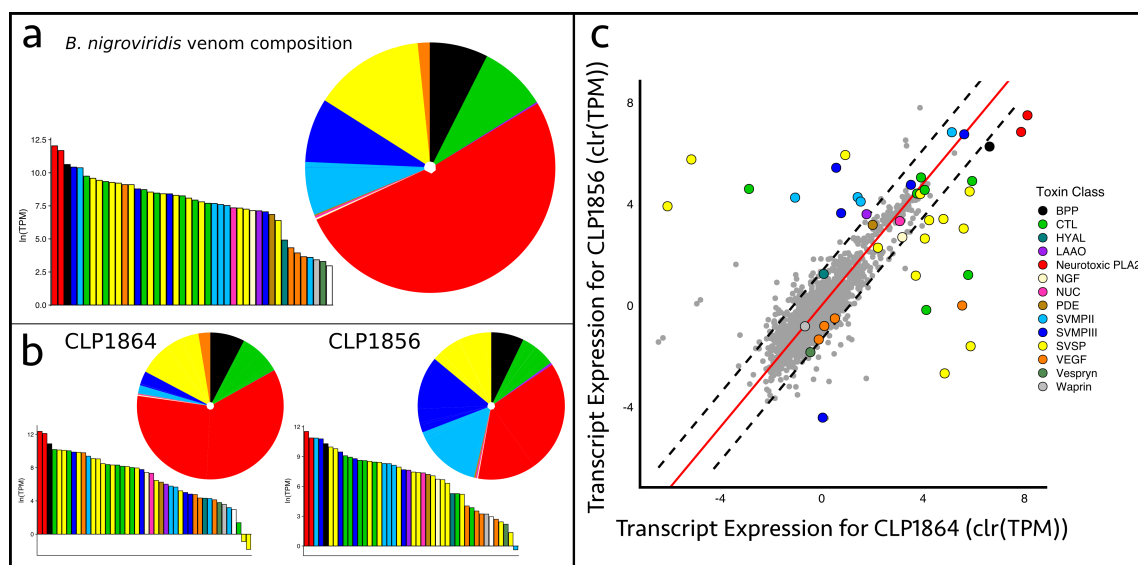 a
B. nigroviridis venom composition
12.5
10.0
7.5
5.0
2.5
0.0
ln(TPM)
b
CLP1864
CLP1856
12
8
4
0
ln(TPM)
12
8
4
0
ln(TPM)
c
Transcript Expression for CLP1856 (clr(TPM))
8
4
0
-4
-4
0
4
8
Transcript Expression for CLP1864 (clr(TPM))
Toxin Class
BPP
CTL
HYAL
LAAO
Neurotoxic PLA2
NGF
NUC
PDE
SVMPII
SVMPIII
SVSP
VEGF
Vespryn
Waprin